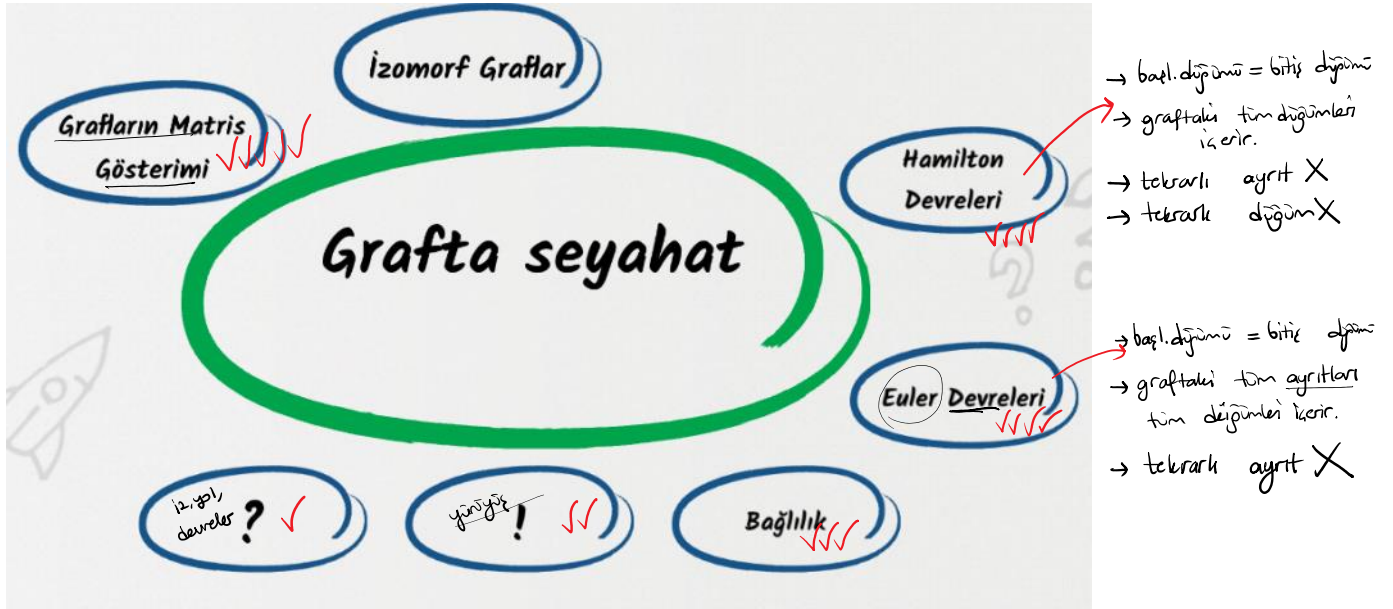 İzomorf Graflar
Grafların Matris
Gösterimi
Grafta seyahat
Hamilton
Devreleri
→ başl.düğümü = bitiş düğümü
→ graftaki tüm düğümleri
içerir.
→ tekrarlı ayrıt X
→ tekrarlı düğüm X
Euler Devreleri
→ başl.düğümü = bitiş düğümü
→ graftaki tüm ayrıtları
tüm düğümleri içerir.
→ tekrarlı ayrıt X
iz, yol,
devreler ?
yürüyüş
!
Bağlılık